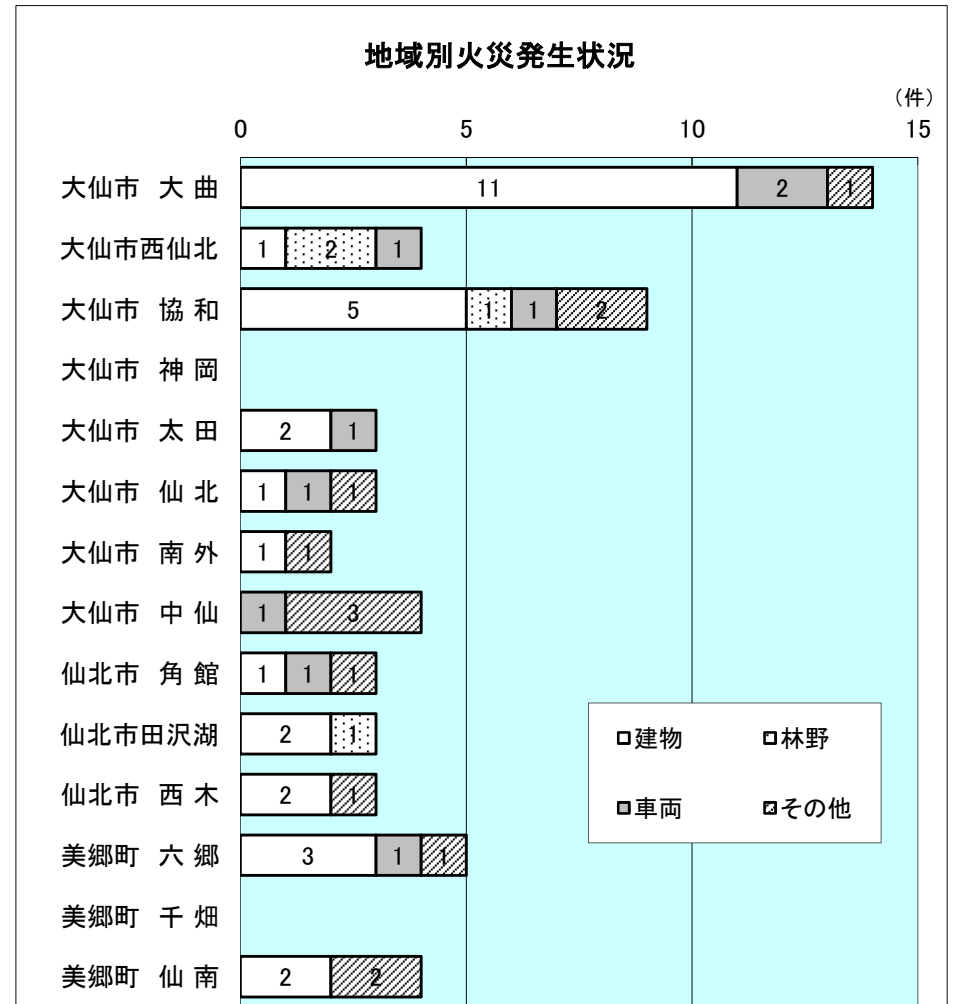 地域別火災発生状況
（件）
0 5 10 15
大仙市 大 曲 11 2 1
大仙市西仙北 1 2 1
大仙市 協 和 5 1 1 2
大仙市 神 岡
大仙市 太 田 2 1
大仙市 仙 北 1 1 1
大仙市 南 外 1 1
大仙市 中 仙 1 3
仙北市 角 館 1 1 1
仙北市田沢湖 2 1
仙北市 西 木 2 1
美郷町 六 郷 3 1 1
美郷町 千 畑
美郷町 仙 南 2 2
建物 林野
車両 その他